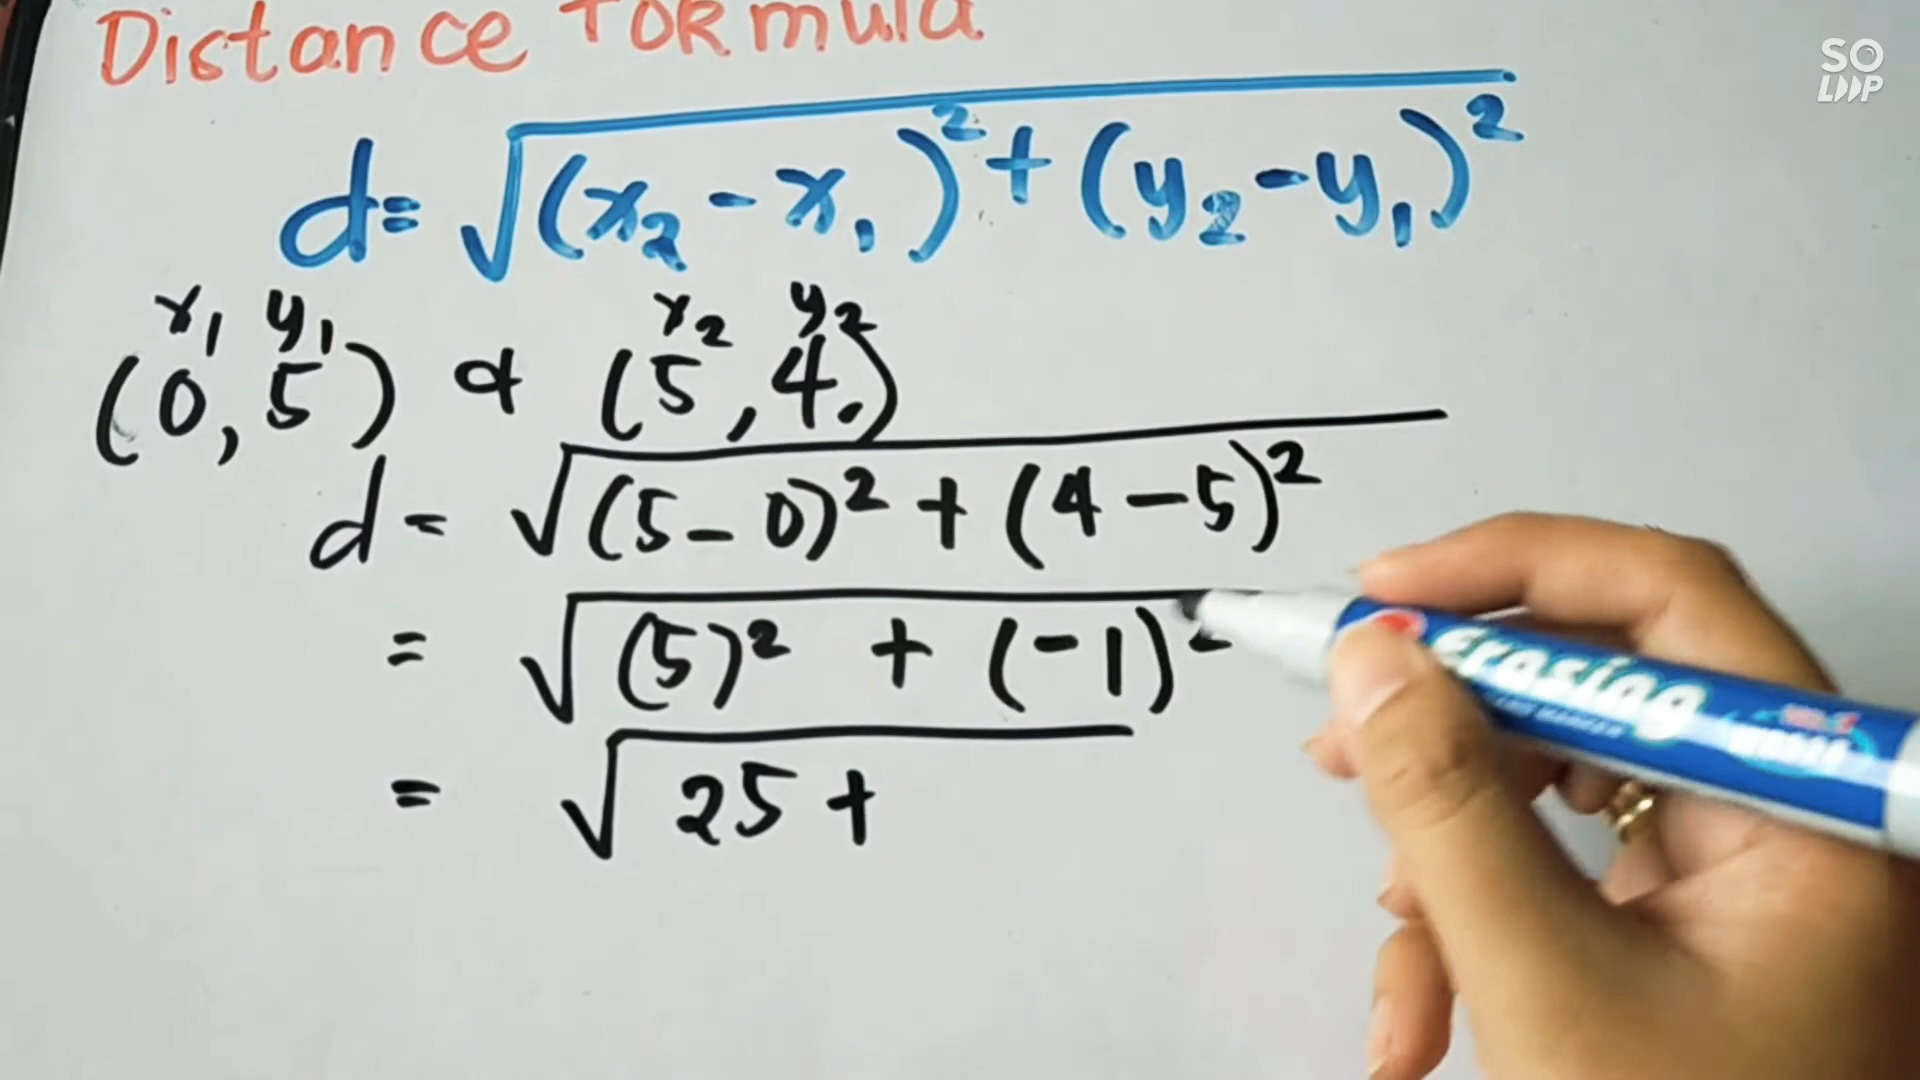 Distance Formula
d = √(x₂ - x₁)² + (y₂ - y₁)²
x₁ y₁ x₂ y₂
(0, 5) & (5, 4.)
d = √(5 - 0)² + (4 - 5)²
= √(5)² + (-1)²
= √25 +
Erasing
SO
LOOP